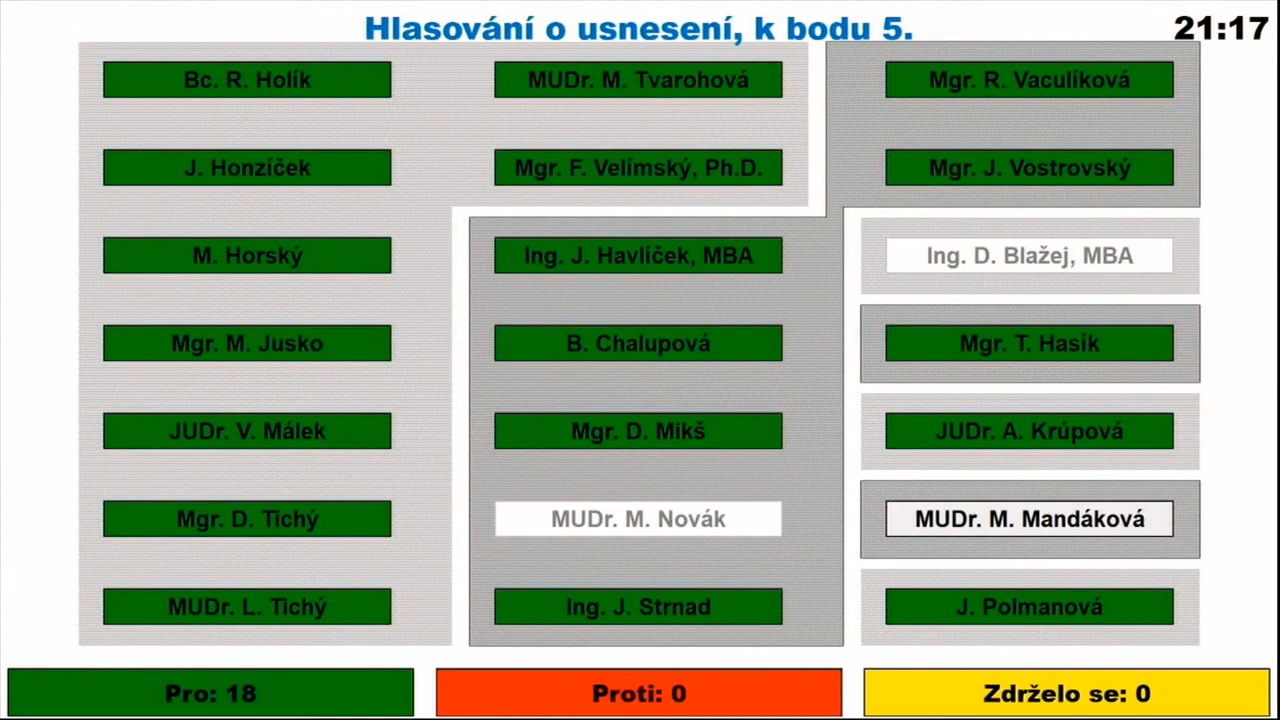 Hlasování o usnesení, k bodu 5.
21:17
Bc. R. Holík
MUDr. M. Tvarohová
Mgr. R. Vaculíková
J. Honzíček
Mgr. F. Velímský, Ph.D.
Mgr. J. Vostrovský
M. Horský
Ing. J. Havlíček, MBA
Ing. D. Blažej, MBA
Mgr. M. Jusko
B. Chalupová
Mgr. T. Hasík
JUDr. V. Málek
Mgr. D. Mikš
JUDr. A. Krúpová
Mgr. D. Tichý
MUDr. M. Novák
MUDr. M. Mandáková
MUDr. L. Tichý
Ing. J. Strnad
J. Polmanová
Pro: 18
Proti: 0
Zdrželo se: 0